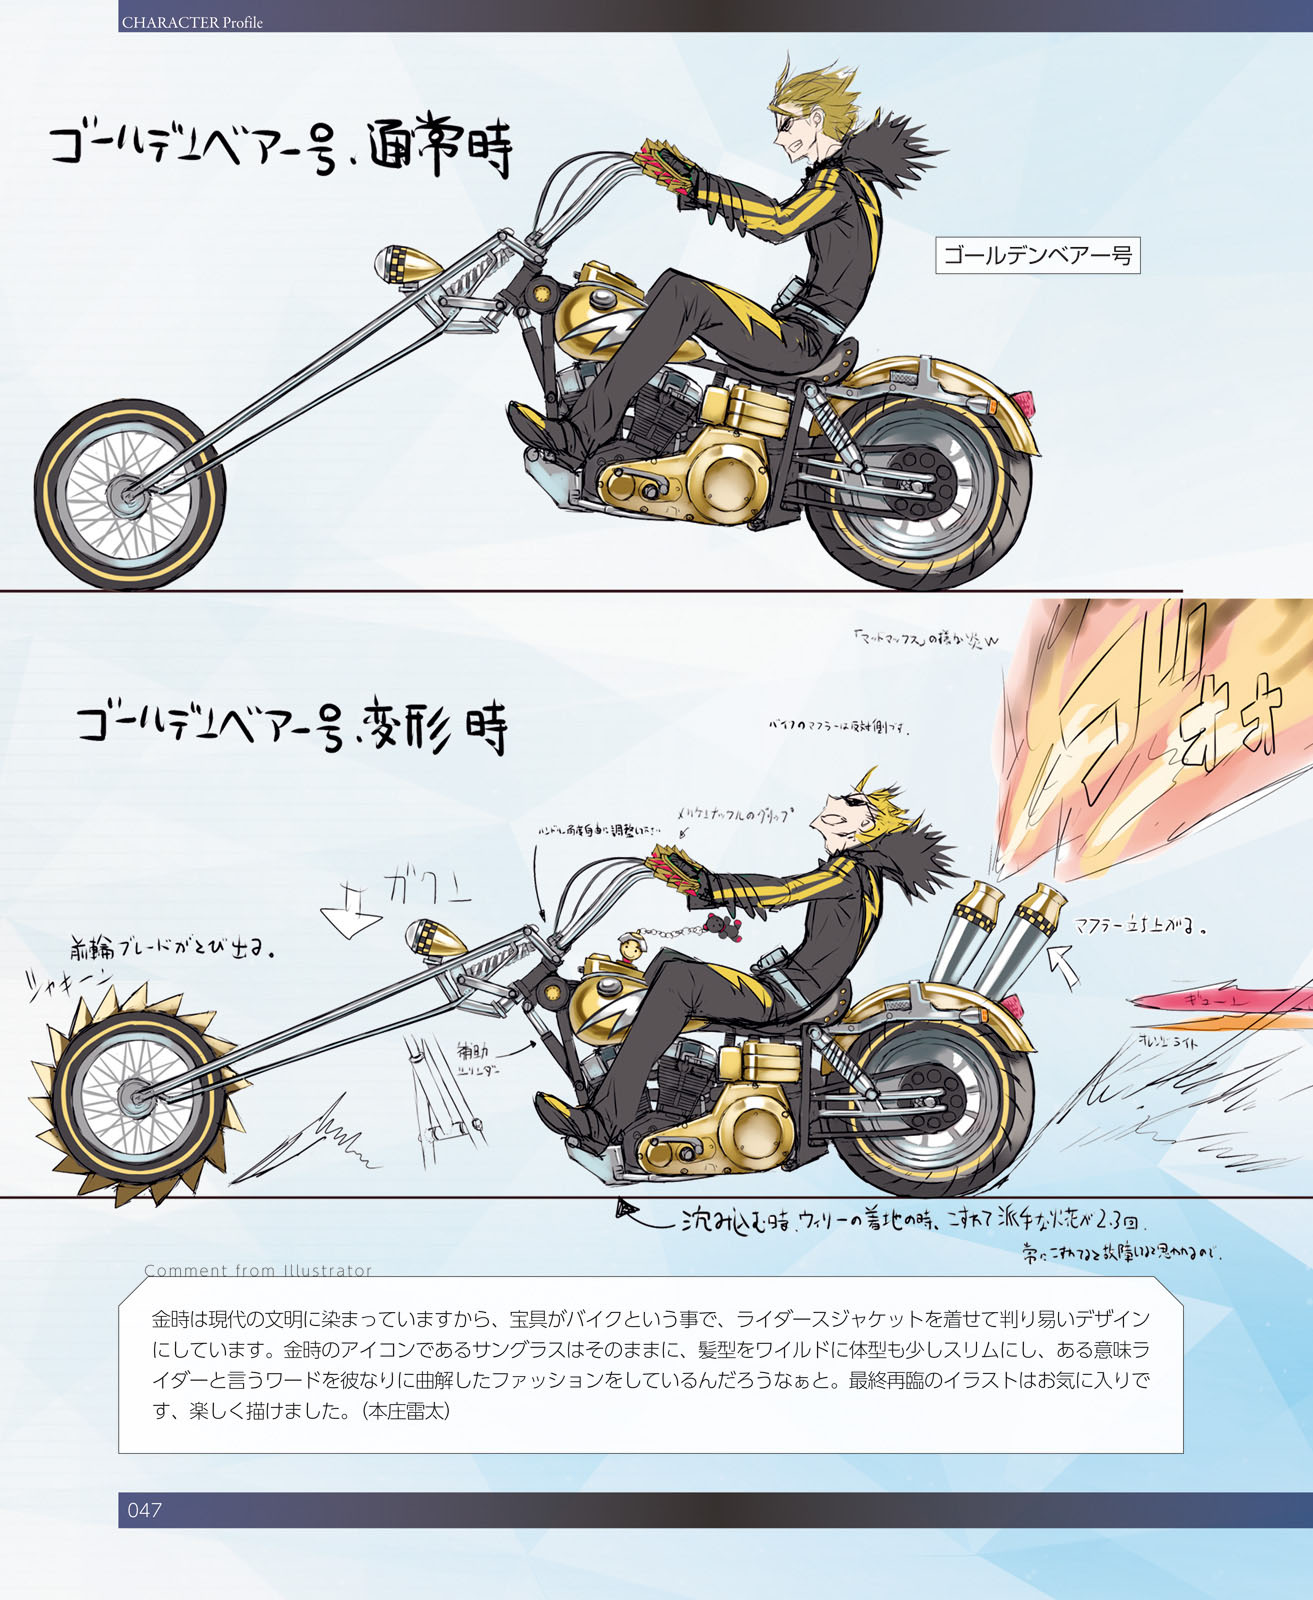 CHARACTER Profile
ゴールデンベアー号、通常時
ゴールデンベアー号
「マッドマックス」の様な炎w
ゴールデンベアー号、変形時
バイクのマフラーは反対側です。
メリケンナックルのグリップ
ガクン
前輪ブレードがとび出る。
ジャキーン
マフラー立ち上がる。
ギューン
オレンジライト
補助
シリンダー
沈み込む時、ウィリーの着地の時、こすれて派手な火花が2、3回、
Comment from Illustrator
金時は現代の文明に染まっていますから、宝具がバイクという事で、ライダースジャケットを着せて判り易いデザイン
にしています。金時のアイコンであるサングラスはそのままに、髪型をワイルドに体型も少しスリムにし、ある意味ラ
イダーと言うワードを彼なりに曲解したファッションをしているんだろうなぁと。最終再臨のイラストはお気に入りで
す、楽しく描けました。（本庄雷太）
047